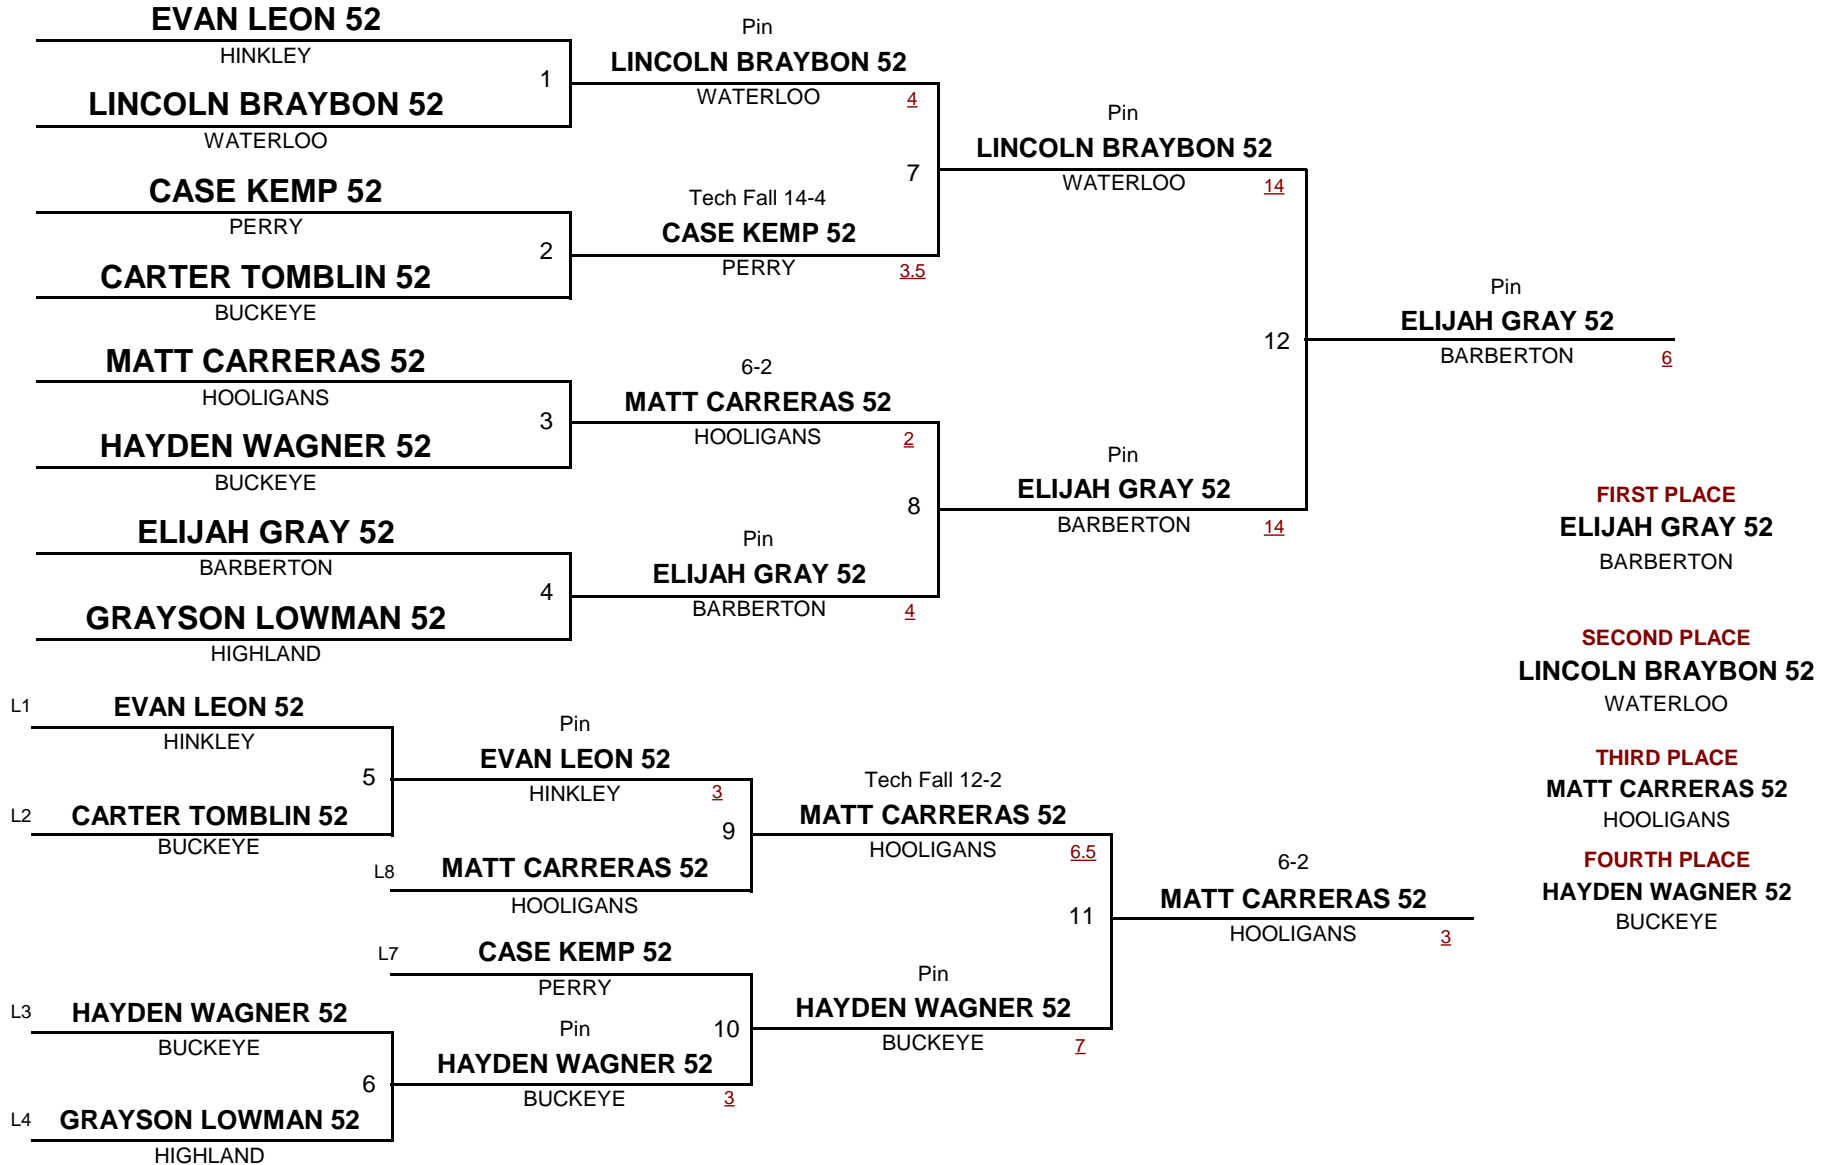 EVAN LEON 52
HINKLEY
1
LINCOLN BRAYBON 52
WATERLOO
CASE KEMP 52
PERRY
2
CARTER TOMBLIN 52
BUCKEYE
MATT CARRERAS 52
HOOLIGANS
3
HAYDEN WAGNER 52
BUCKEYE
ELIJAH GRAY 52
BARBERTON
4
GRAYSON LOWMAN 52
HIGHLAND
Pin
LINCOLN BRAYBON 52
WATERLOO 4
7
Tech Fall 14-4
CASE KEMP 52
PERRY 3.5
6-2
MATT CARRERAS 52
HOOLIGANS 2
8
Pin
ELIJAH GRAY 52
BARBERTON 4
Pin
LINCOLN BRAYBON 52
WATERLOO 14
12
Pin
ELIJAH GRAY 52
BARBERTON 14
Pin
ELIJAH GRAY 52
BARBERTON 6
FIRST PLACE
ELIJAH GRAY 52
BARBERTON
SECOND PLACE
LINCOLN BRAYBON 52
WATERLOO
THIRD PLACE
MATT CARRERAS 52
HOOLIGANS
FOURTH PLACE
HAYDEN WAGNER 52
BUCKEYE
L1 EVAN LEON 52
HINKLEY
5
L2 CARTER TOMBLIN 52
BUCKEYE
L3 HAYDEN WAGNER 52
BUCKEYE
6
L4 GRAYSON LOWMAN 52
HIGHLAND
Pin
EVAN LEON 52
HINKLEY 3
9
L8 MATT CARRERAS 52
HOOLIGANS
L7 CASE KEMP 52
PERRY
10
Pin
HAYDEN WAGNER 52
BUCKEYE 3
Tech Fall 12-2
MATT CARRERAS 52
HOOLIGANS 6.5
11
Pin
HAYDEN WAGNER 52
BUCKEYE 7
6-2
MATT CARRERAS 52
HOOLIGANS 3